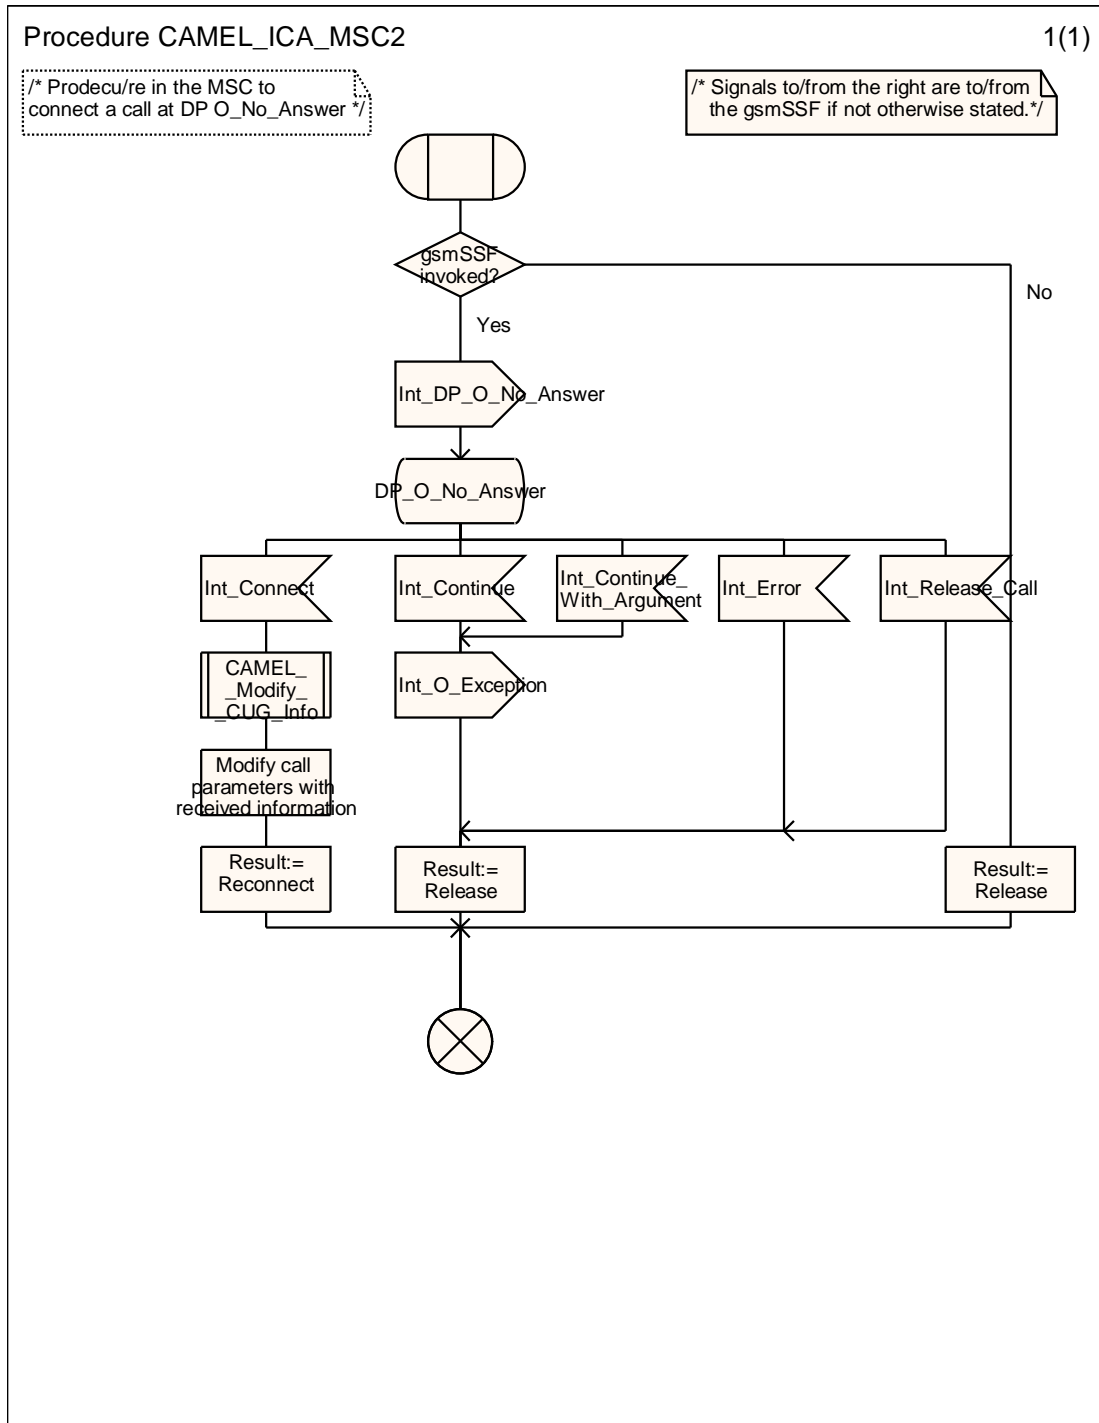 Procedure CAMEL_ICA_MSC2
1(1)
/* Prodecu/re in the MSC to
connect a call at DP O_No_Answer */
/* Signals to/from the right are to/from
the gsmSSF if not otherwise stated.*/
gsmSSF
invoked?
No
Yes
Int_DP_O_No_Answer
DP_O_No_Answer
Int_Connect
Int_Continue
Int_Continue_
With_Argument
Int_Error
Int_Release_Call
CAMEL_
_Modify_
_CUG_Info
Int_O_Exception
Modify call
parameters with
received information
Result:=
Reconnect
Result:=
Release
Result:=
Release